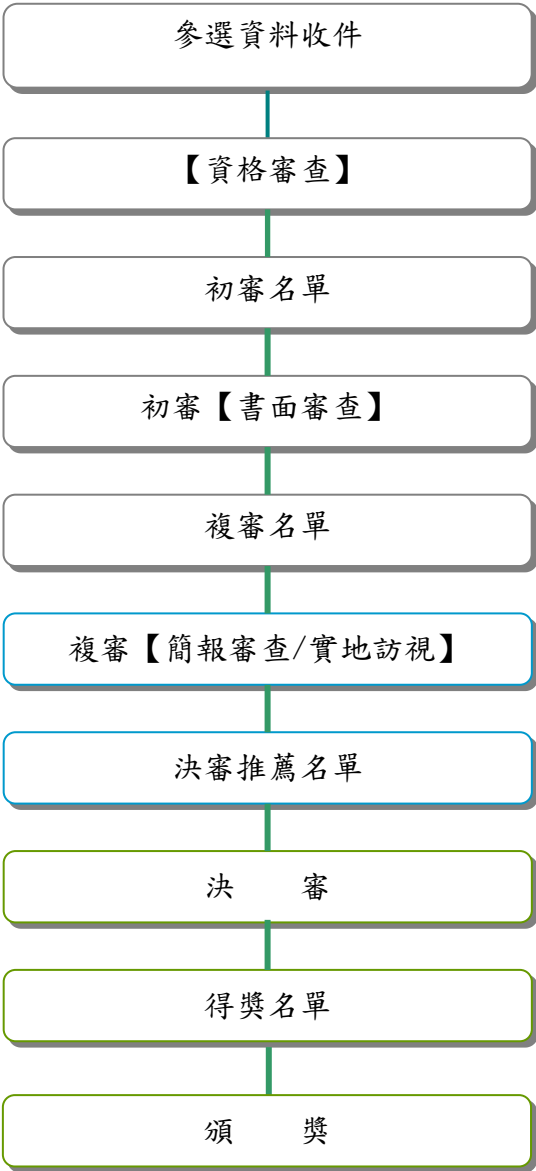 參選資料收件
【資格審查】
初審名單
初審【書面審查】
複審名單
複審【簡報審查/實地訪視】
決審推薦名單
決　　審
得獎名單
頒　　獎